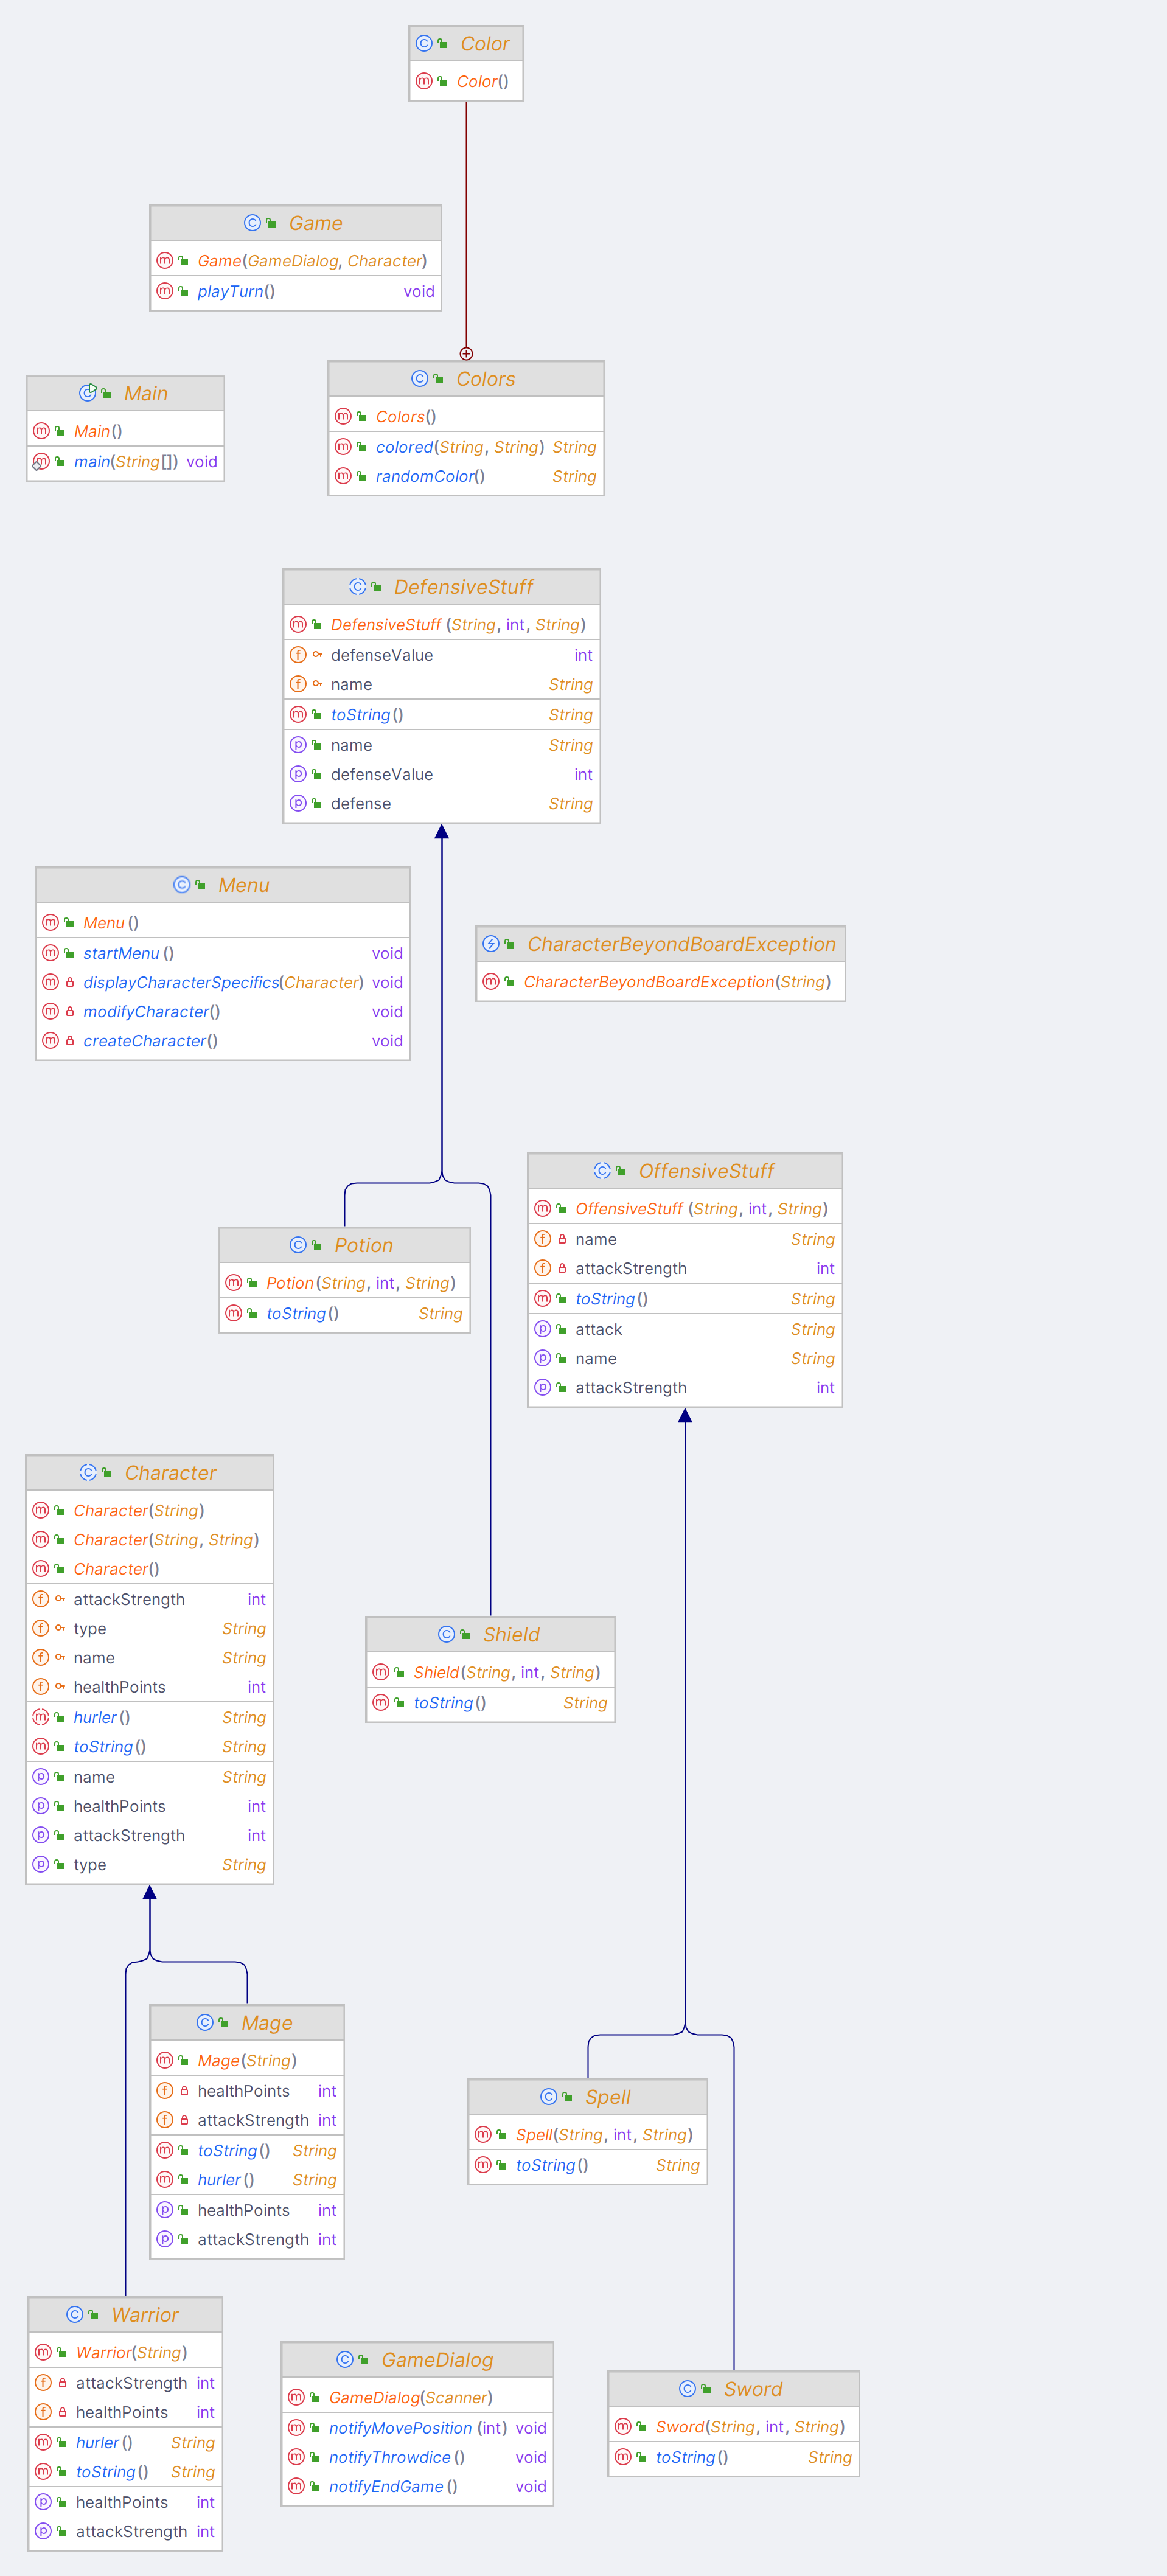 Color
Color()
Game
Game(GameDialog, Character)
playTurn() void
Main
Main()
main(String[]) void
Colors
Colors()
colored(String, String) String
randomColor() String
DefensiveStuff
DefensiveStuff (String, int, String)
defenseValue int
name String
toString() String
name String
defenseValue int
defense String
Menu
Menu ()
startMenu () void
displayCharacterSpecifics(Character) void
modifyCharacter() void
createCharacter() void
CharacterBeyondBoardException
CharacterBeyondBoardException(String)
OffensiveStuff
OffensiveStuff (String, int, String)
name String
attackStrength int
toString() String
attack String
name String
attackStrength int
Potion
Potion(String, int, String)
toString() String
Character
Character(String)
Character(String, String)
Character()
attackStrength int
type String
name String
healthPoints int
hurler() String
toString() String
name String
healthPoints int
attackStrength int
type String
Shield
Shield(String, int, String)
toString() String
Mage
Mage(String)
healthPoints int
attackStrength int
toString() String
hurler() String
healthPoints int
attackStrength int
Spell
Spell(String, int, String)
toString() String
Warrior
Warrior(String)
attackStrength int
healthPoints int
hurler() String
toString() String
healthPoints int
attackStrength int
GameDialog
GameDialog(Scanner)
notifyMovePosition (int) void
notifyThrowdice () void
notifyEndGame () void
Sword
Sword(String, int, String)
toString() String